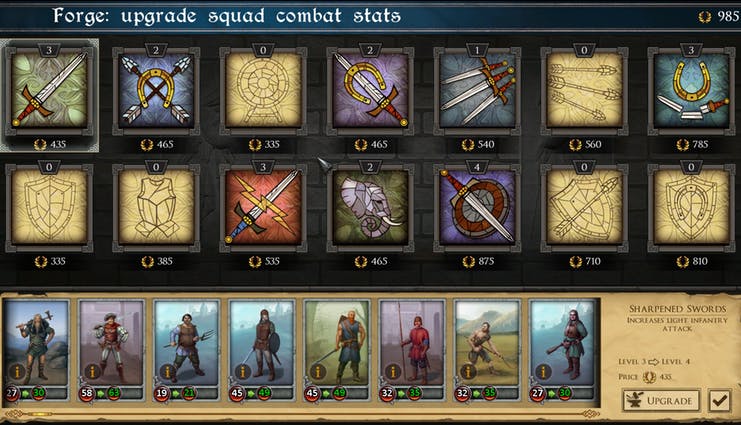 Forge: upgrade squad combat stats
985
3 2 0 2 1 0 3
435 465 335 465 540 560 785
0 0 3 2 4 0 0
335 385 535 465 875 710 810
Sharpened Swords
Increases light infantry
attack
Level 3 Level 4
Price 435
Upgrade
i i i i i i i i
27 30 58 63 19 21 45 49 45 49 32 35 32 35 27 30